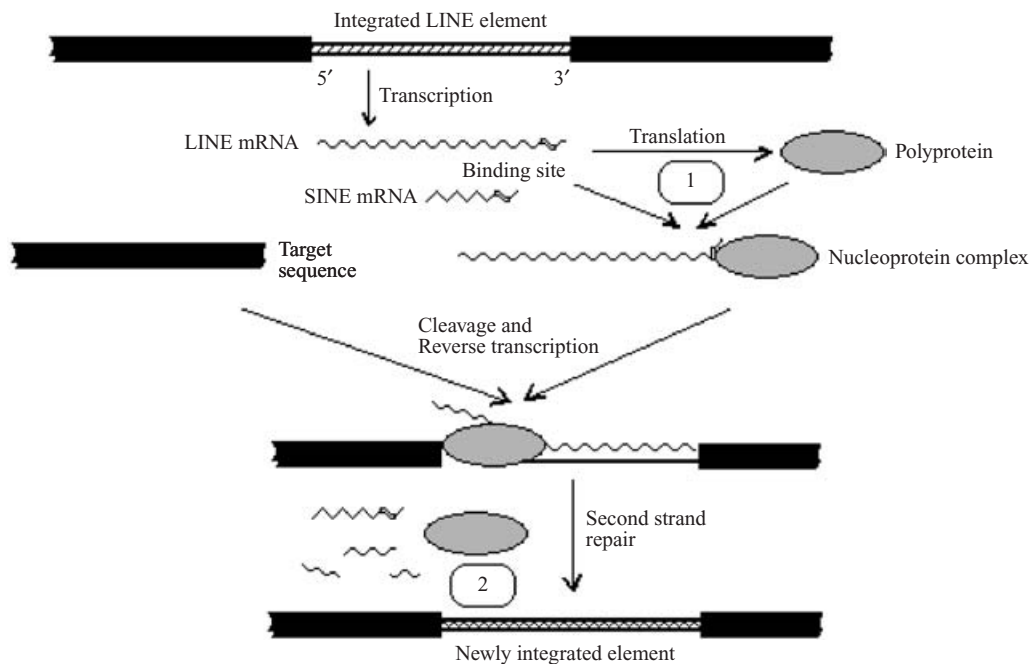 Integrated LINE element
5′
3′
Transcription
LINE mRNA
Translation
Polyprotein
Binding site
1
SINE mRNA
Target
sequence
Nucleoprotein complex
Cleavage and
Reverse transcription
Second strand
repair
2
Newly integrated element